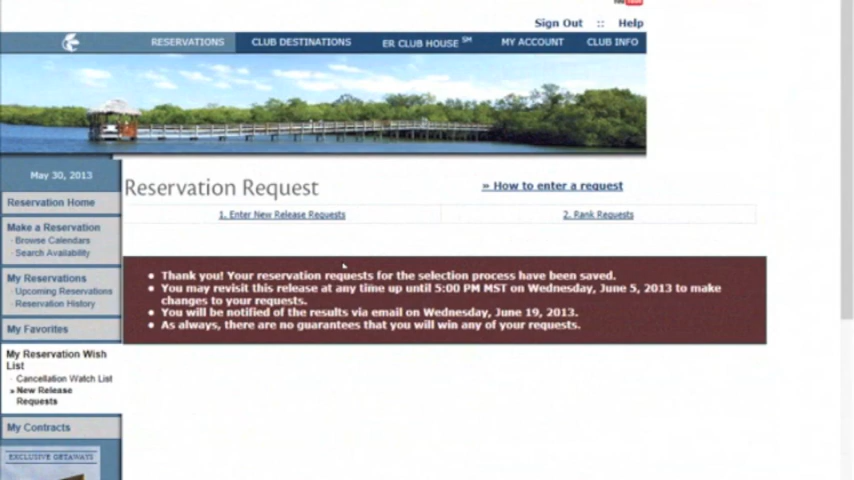 You Tube
Sign Out :: Help
RESERVATIONS CLUB DESTINATIONS ER CLUB HOUSE SM MY ACCOUNT CLUB INFO
May 30, 2013
Reservation Request
» How to enter a request
Reservation Home
1. Enter New Release Requests
2. Rank Requests
Make a Reservation
· Browse Calendars
· Search Availability
My Reservations
· Upcoming Reservations
· Reservation History
• Thank you! Your reservation requests for the selection process have been saved.
• You may revisit this release at any time up until 5:00 PM MST on Wednesday, June 5, 2013 to make
changes to your requests.
• You will be notified of the results via email on Wednesday, June 19, 2013.
• As always, there are no guarantees that you will win any of your requests.
My Favorites
My Reservation Wish
List
· Cancellation Watch List
» New Release
Requests
My Contracts
EXCLUSIVE GETAWAYS